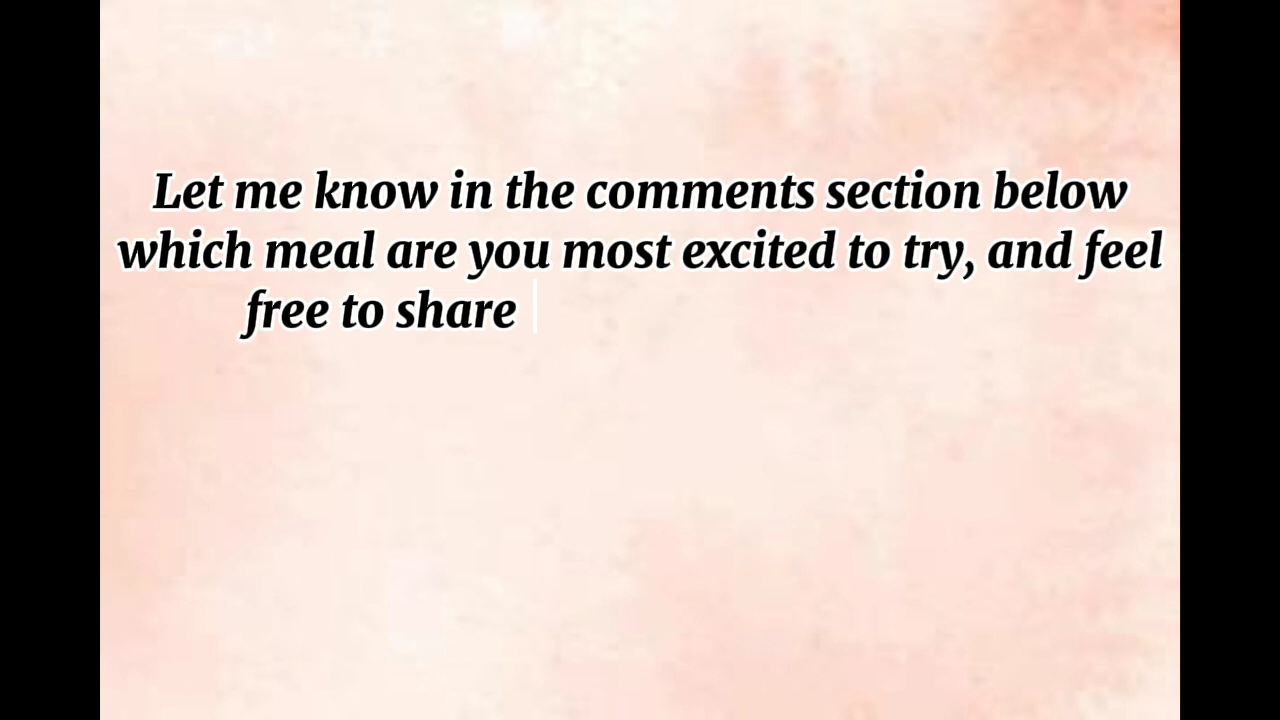 Let me know in the comments section below
which meal are you most excited to try, and feel
free to share